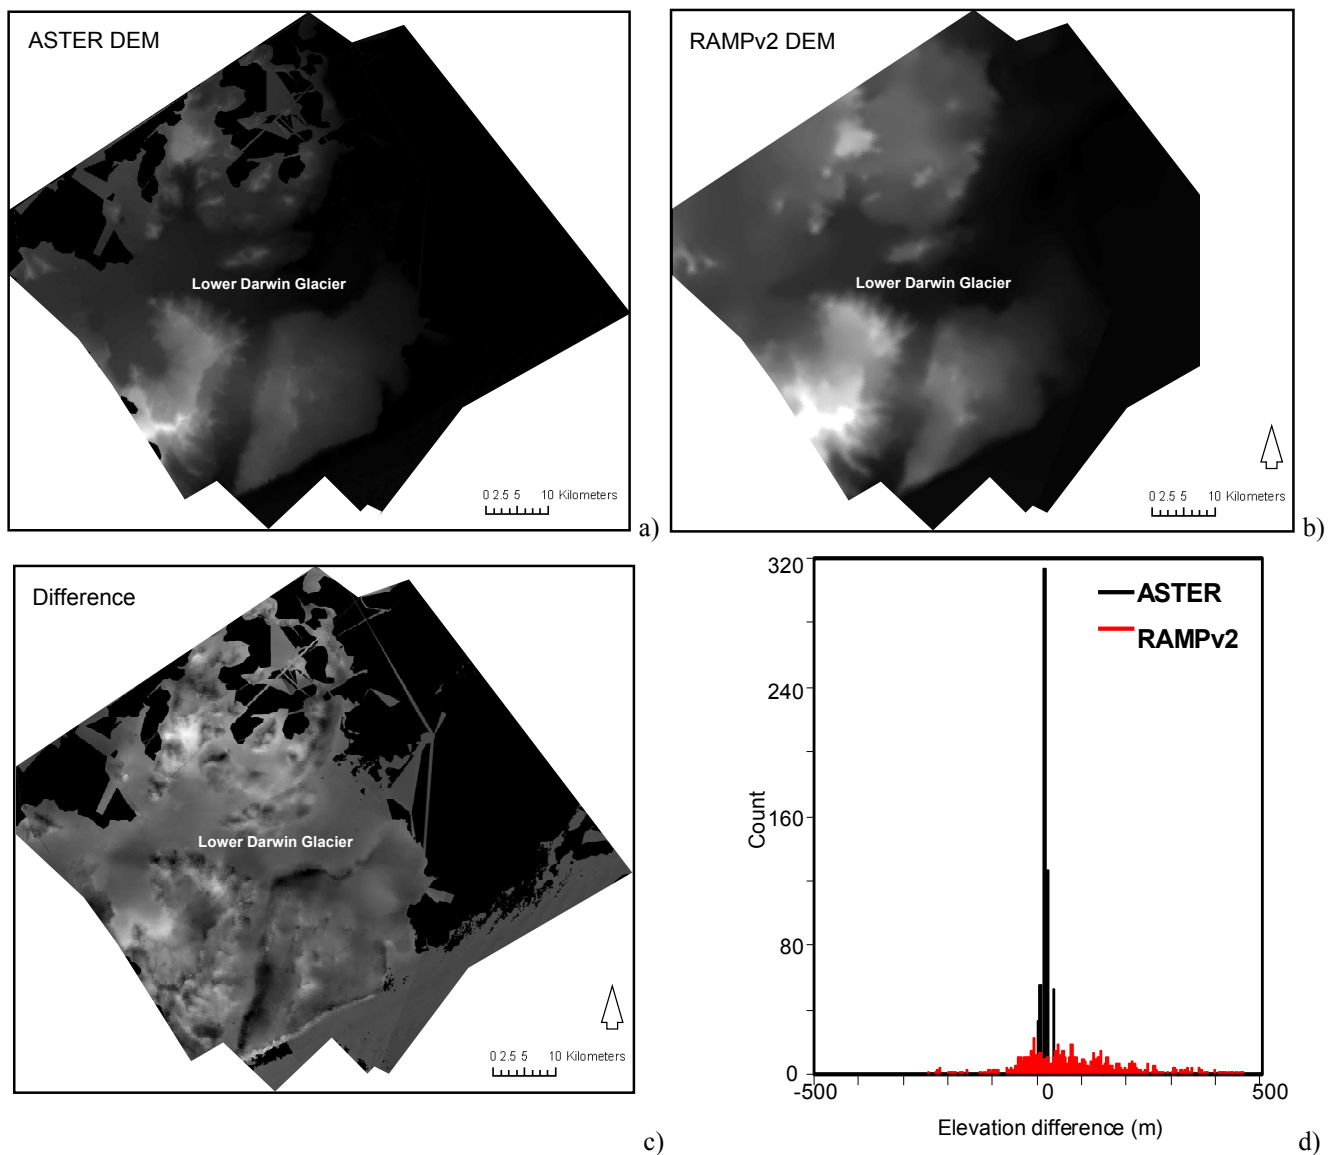 ASTER DEM
Lower Darwin Glacier
0 2.5 5 10 Kilometers
a)
RAMPv2 DEM
Lower Darwin Glacier
0 2.5 5 10 Kilometers
b)
Difference
Lower Darwin Glacier
0 2.5 5 10 Kilometers
c)
320
240
160
80
0
Count
ASTER
RAMPv2
-500 0 500
Elevation difference (m)
d)